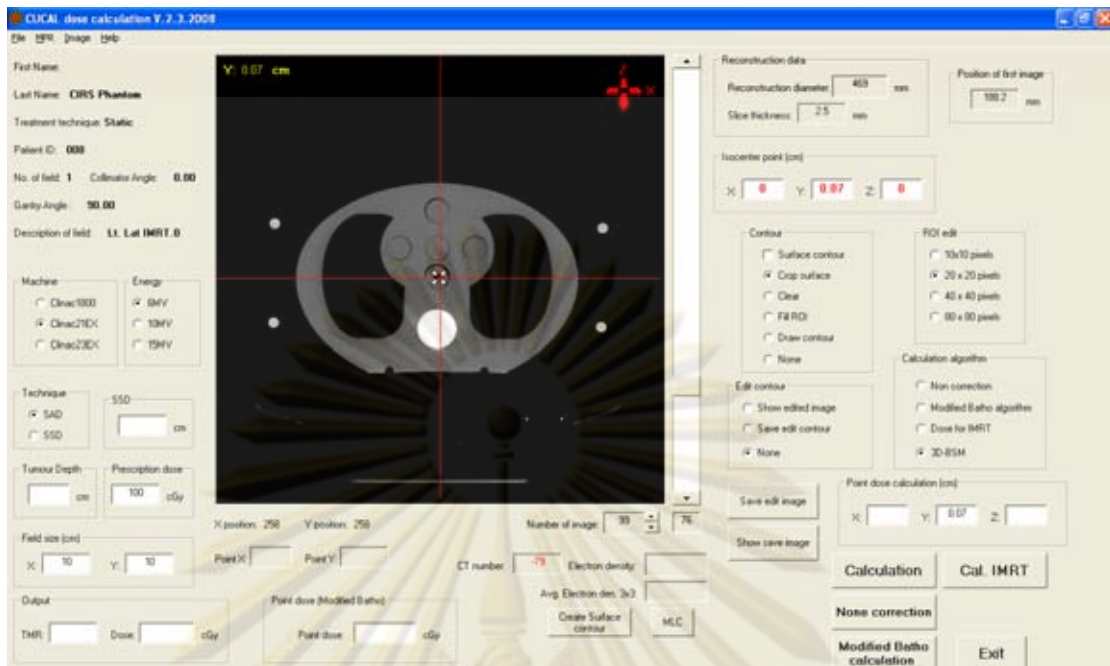 CUCAL dose calculation V.2.3.2008
File MPR Image Help
First Name:
Last Name: CIRS Phantom
Treatment technique: Static
Patient ID: 008
No. of field: 1 Collimator Angle: 0.00
Gantry Angle: 90.00
Description of field: Lt. Lat IMRT.0
Machine
Clinac1800
Clinac21EX
Clinac23EX
Energy
6MV
10MV
15MV
Technique
SAD
SSD
SSD
cm
Tumour Depth
cm
Prescription dose
100 cGy
Field size (cm)
X: 10 Y: 10
Output
TMR: Dose: cGy
Y: 0.07 cm
Z
X
X position: 258 Y position: 258
Point X Point Y
Number of image: 99 76
CT number: -79 Electron density:
Avg. Electron den. 3x3
Point dose (Modified Batho)
Point dose: cGy
Create Surface contour
MLC
Reconstruction data
Reconstruction diameter: mm
Slice thickness: 2.5 mm
Position of first image
188.2 mm
Isocenter point (cm)
X: 0 Y: 0.07 Z: 0
Contour
Surface contour
Crop surface
Clear
Fill ROI
Draw contour
None
ROI edit
10x10 pixels
20 x 20 pixels
40 x 40 pixels
80 x 80 pixels
Edit contour
Show edited image
Save edit contour
None
Calculation algorithm
Non correction
Modified Batho algorithm
Dose for IMRT
3D-BSM
Save edit image
Show save image
Point dose calculation (cm)
X: Y: 0.07 Z:
Calculation
Cal. IMRT
None correction
Modified Batho calculation
Exit